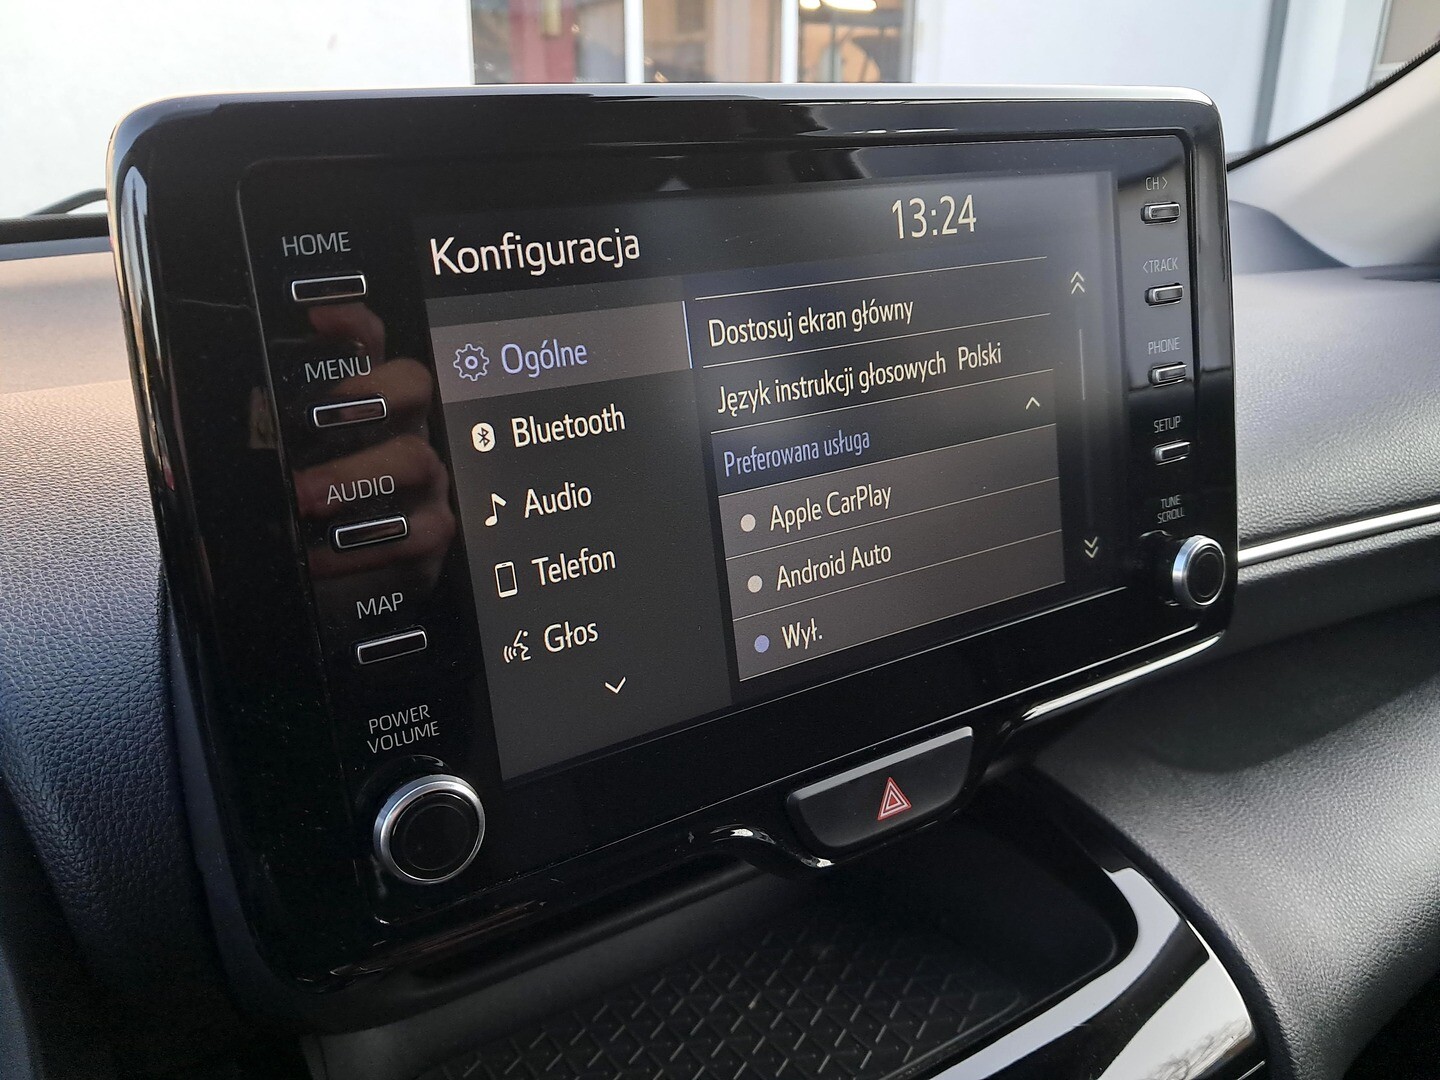 HOME
MENU
AUDIO
MAP
POWER
VOLUME
Konfiguracja
13:24
Ogólne
Bluetooth
Audio
Telefon
Głos
Dostosuj ekran główny
Język instrukcji głosowych Polski
Preferowana usługa
Apple CarPlay
Android Auto
Wył.
CH >
< TRACK
PHONE
SETUP
TUNE
SCROLL